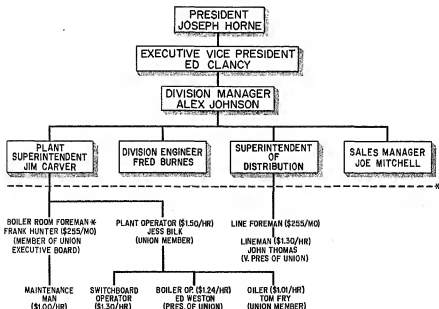 PRESIDENT
JOSEPH HORNE
EXECUTIVE VICE PRESIDENT
ED CLANCY
DIVISION MANAGER
ALEX JOHNSON
PLANT
SUPERINTENDENT
JIM CARVER
DIVISION ENGINEER
FRED BURNES
SUPERINTENDENT
OF
DISTRIBUTION
SALES MANAGER
JOE MITCHELL
*
BOILER ROOM FOREMAN *
FRANK HUNTER ($255/MO)
(MEMBER OF UNION
EXECUTIVE BOARD)
PLANT OPERATOR ($1.50/HR)
JESS BILK
(UNION MEMBER)
LINE FOREMAN ($255/MO)
LINEMAN ($1.30/HR)
JOHN THOMAS
(V. PRES OF UNION)
MAINTENANCE
MAN
($1.00/HR)
SWITCHBOARD
OPERATOR
($1.30/HR)
BOILER OP. ($1.24/HR)
ED WESTON
(PRES. OF UNION)
OILER ($1.01/HR)
TOM FRY
(UNION MEMBER)